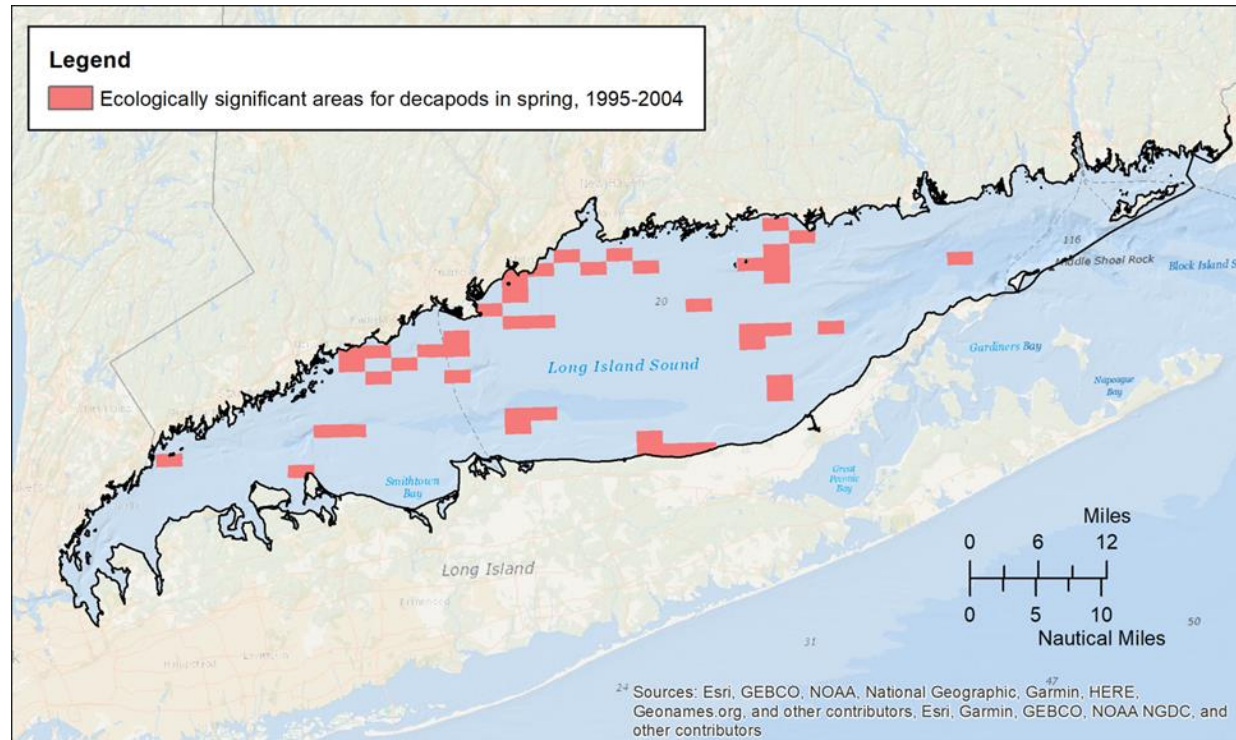 Legend
Ecologically significant areas for decapods in spring, 1995-2004
116
Middle Shoal Rock
Block Island S
20
Gardiners Bay
Long Island Sound
Napeague
Bay
Smithtown
Bay
Great
Peconic
Bay
Miles
0 6 12
Long Island
0 5 10
Nautical Miles
50
31
24
47
Sources: Esri, GEBCO, NOAA, National Geographic, Garmin, HERE,
Geonames.org, and other contributors, Esri, Garmin, GEBCO, NOAA NGDC, and
other contributors